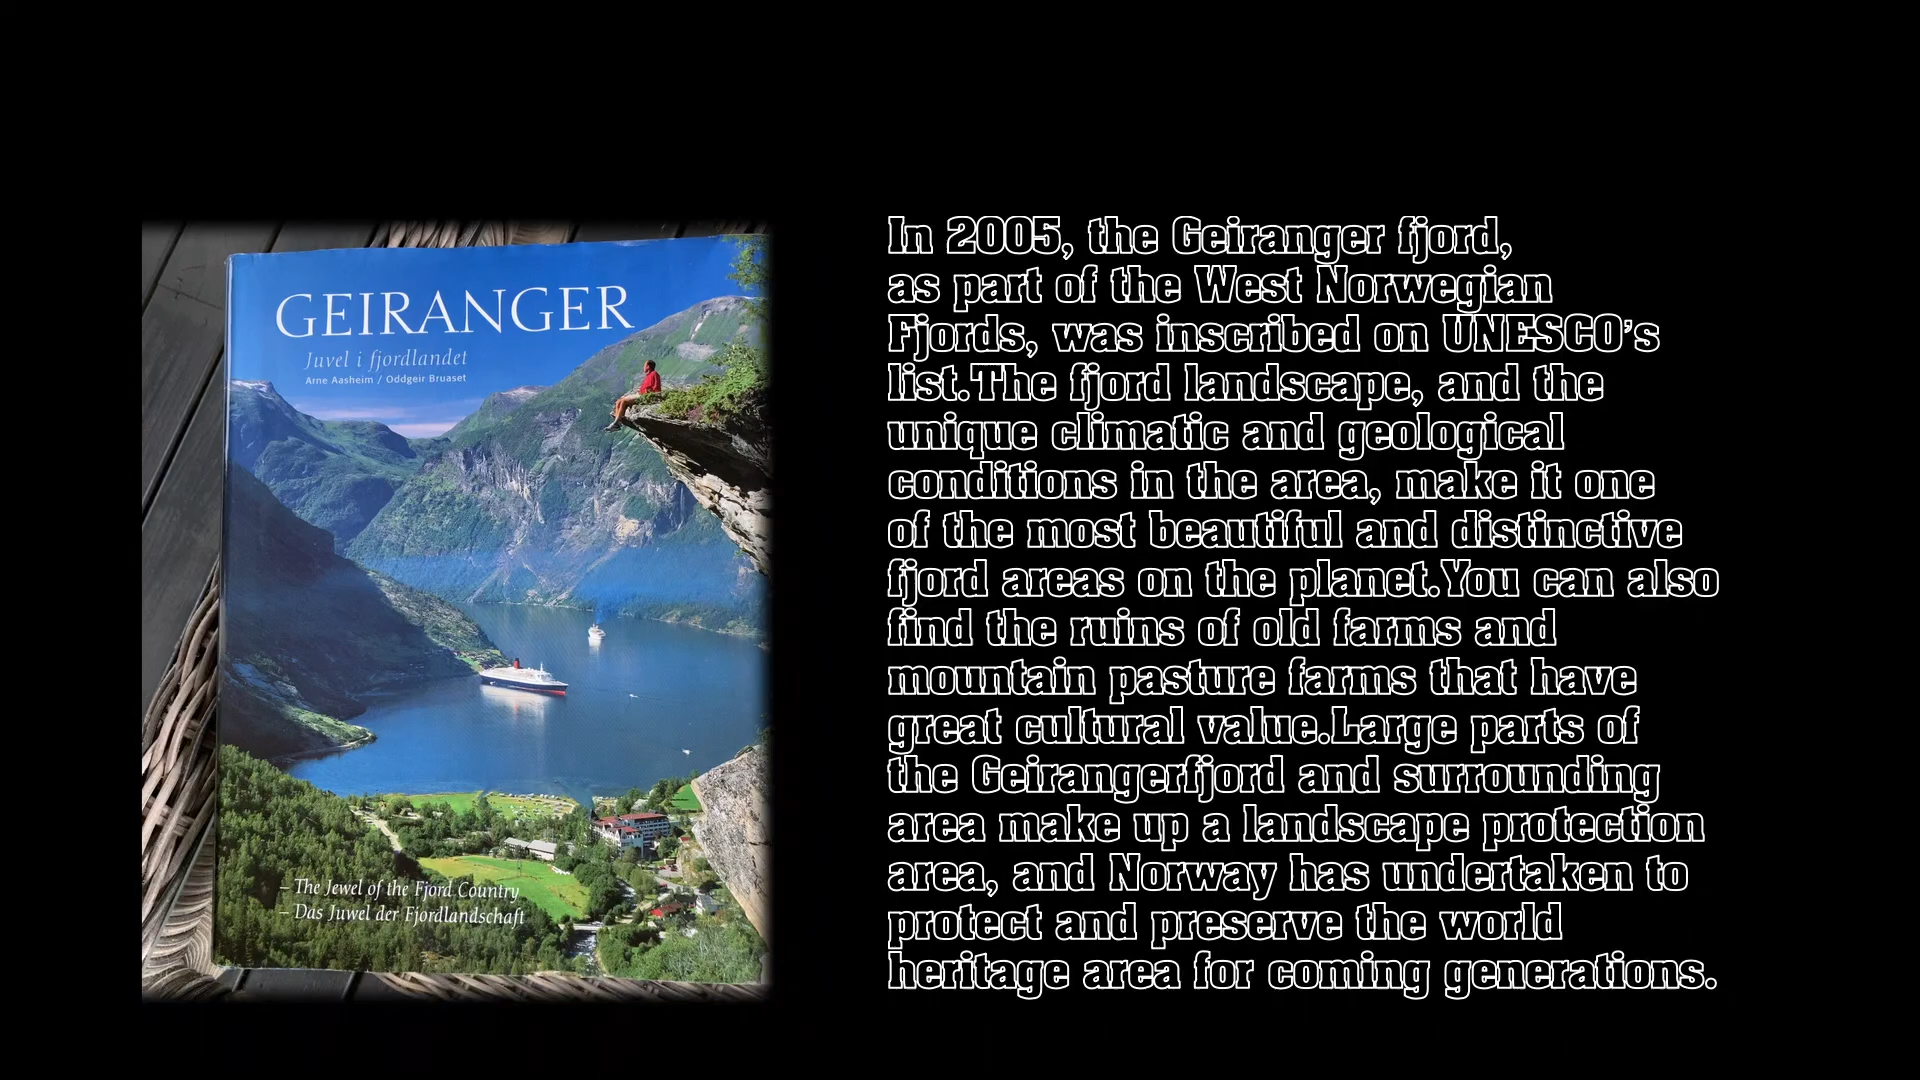 GEIRANGER
Juvel i fjordlandet
Arne Aasheim / Oddgeir Bruaset
– The Jewel of the Fjord Country
– Das Juwel der Fjordlandschaft
In 2005, the Geiranger fjord,
as part of the West Norwegian
Fjords, was inscribed on UNESCO's
list.The fjord landscape, and the
unique climatic and geological
conditions in the area, make it one
of the most beautiful and distinctive
fjord areas on the planet.You can also
find the ruins of old farms and
mountain pasture farms that have
great cultural value.Large parts of
the Geirangerfjord and surrounding
area make up a landscape protection
area, and Norway has undertaken to
protect and preserve the world
heritage area for coming generations.